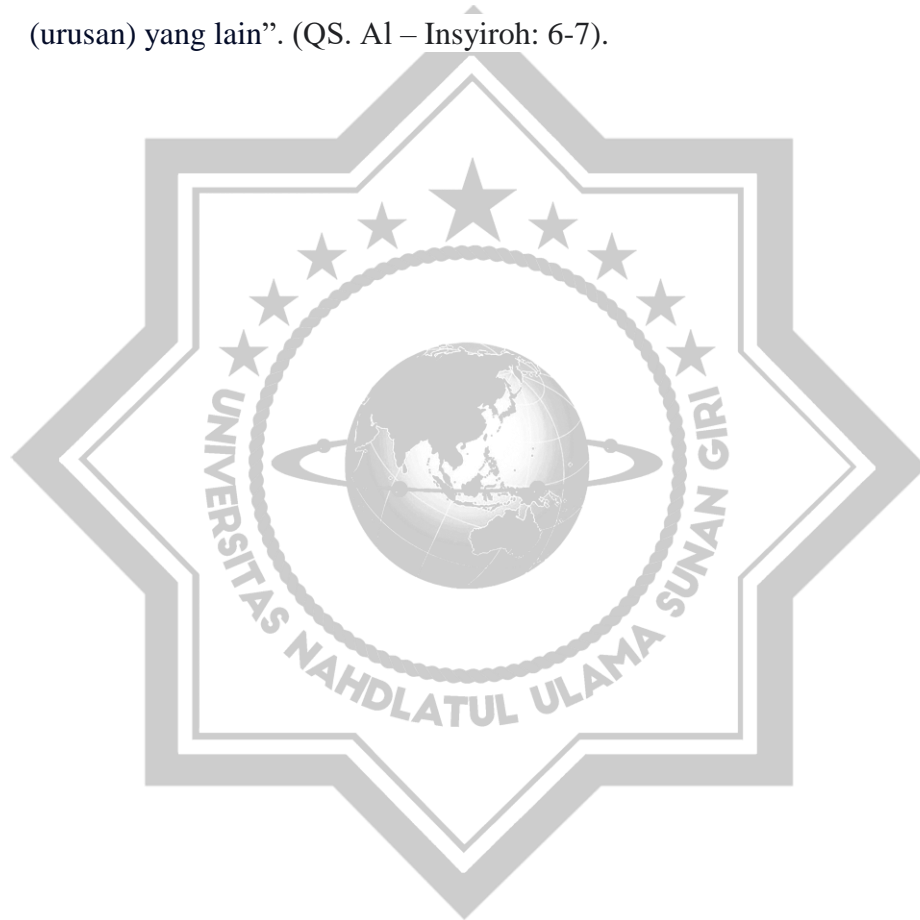 (urusan) yang lain”. (QS. Al – Insyiroh: 6-7).
UNIVERSITAS NAHDLATUL ULAMA SUNAN GIRI